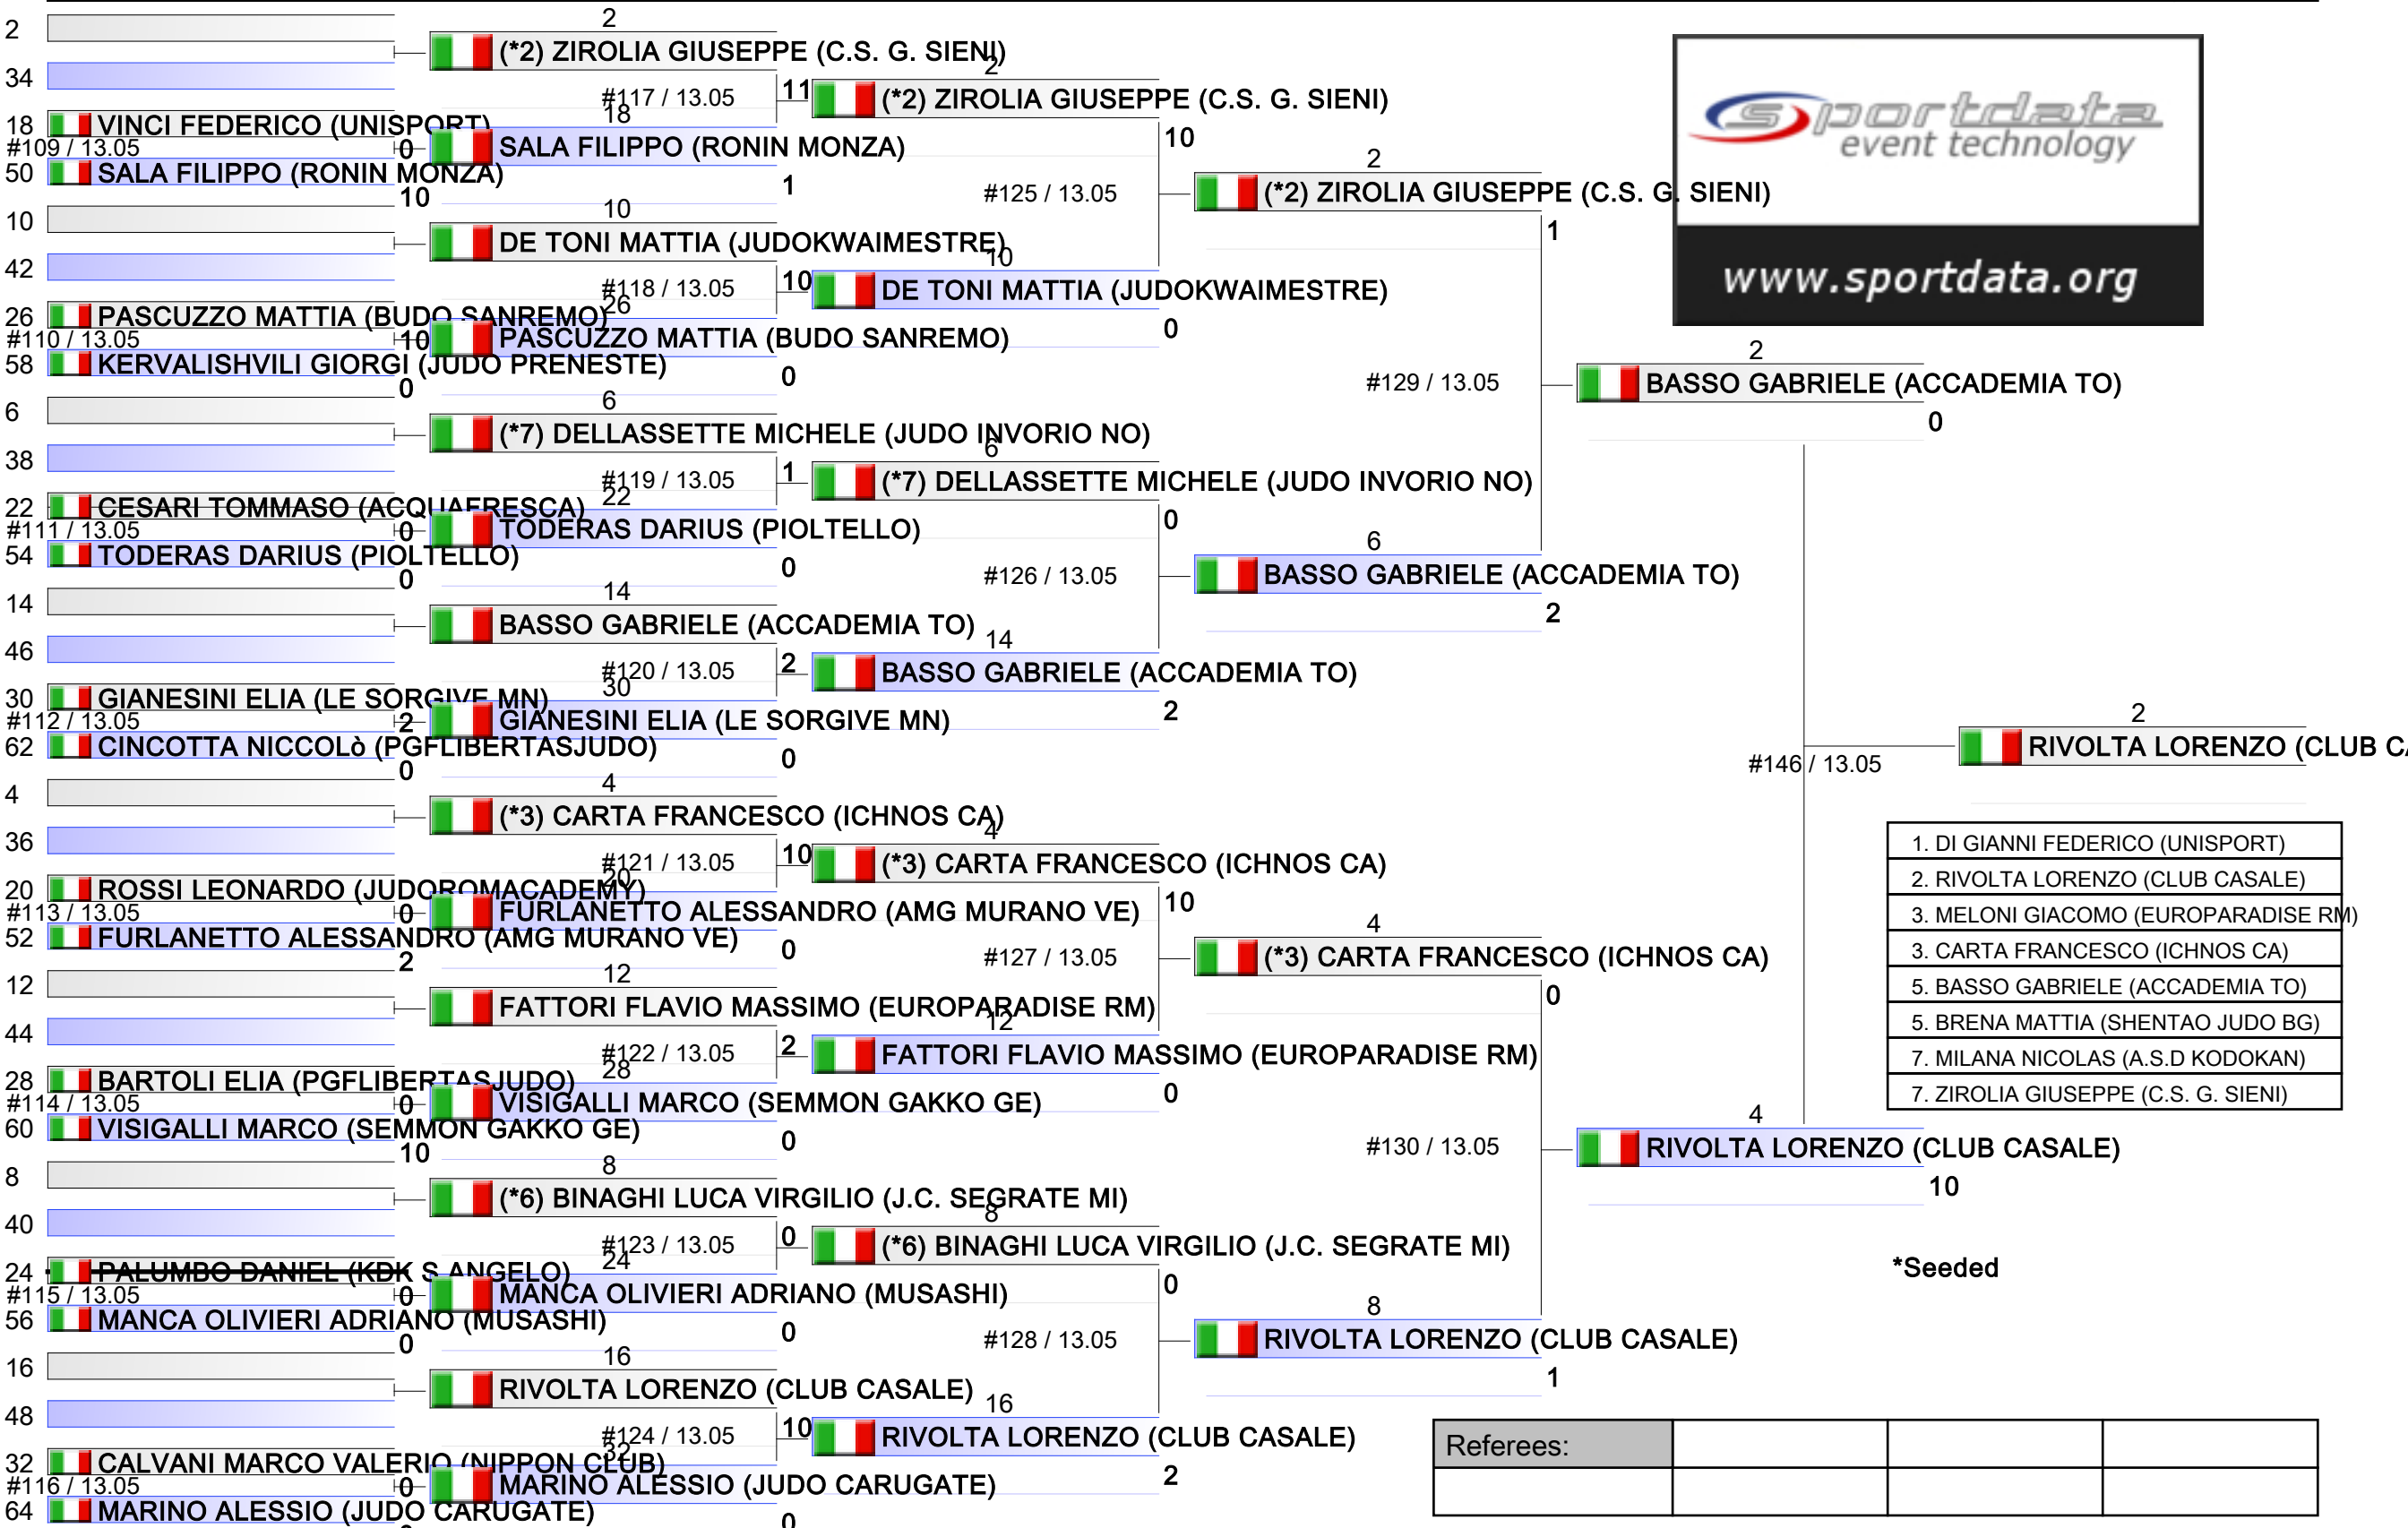 2
34
18 VINCI FEDERICO (UNISPORT)
#109 / 13.05
0
50 SALA FILIPPO (RONIN MONZA)
10
10
42
26 PASCUZZO MATTIA (BUDO SANREMO)
#110 / 13.05
10
58 KERVALISHVILI GIORGI (JUDO PRENESTE)
0
6
38
22 CESARI TOMMASO (ACQUAFRESCA)
#111 / 13.05
0
54 TODERAS DARIUS (PIOLTELLO)
0
14
46
30 GIANESINI ELIA (LE SORGIVE MN)
#112 / 13.05
2
62 CINCOTTA NICCOLò (PGFLIBERTASJUDO)
0
4
36
20 ROSSI LEONARDO (JUDOROMACADEMY)
#113 / 13.05
0
52 FURLANETTO ALESSANDRO (AMG MURANO VE)
2
12
44
28 BARTOLI ELIA (PGFLIBERTASJUDO)
#114 / 13.05
0
60 VISIGALLI MARCO (SEMMON GAKKO GE)
10
8
40
24 PALUMBO DANIEL (KDK S.ANGELO)
#115 / 13.05
0
56 MANCA OLIVIERI ADRIANO (MUSASHI)
0
16
48
32 CALVANI MARCO VALERIO (NIPPON CLUB)
#116 / 13.05
0
64 MARINO ALESSIO (JUDO CARUGATE)
2
(*2) ZIROLIA GIUSEPPE (C.S. G. SIENI)
#117 / 13.05
11
18
SALA FILIPPO (RONIN MONZA)
1
10
DE TONI MATTIA (JUDOKWAIMESTRE)
#118 / 13.05
10
26
PASCUZZO MATTIA (BUDO SANREMO)
0
6
(*7) DELLASSETTE MICHELE (JUDO INVORIO NO)
#119 / 13.05
1
22
TODERAS DARIUS (PIOLTELLO)
0
14
BASSO GABRIELE (ACCADEMIA TO)
#120 / 13.05
2
30
GIANESINI ELIA (LE SORGIVE MN)
0
4
(*3) CARTA FRANCESCO (ICHNOS CA)
#121 / 13.05
10
20
FURLANETTO ALESSANDRO (AMG MURANO VE)
0
12
FATTORI FLAVIO MASSIMO (EUROPARADISE RM)
#122 / 13.05
2
28
VISIGALLI MARCO (SEMMON GAKKO GE)
0
8
(*6) BINAGHI LUCA VIRGILIO (J.C. SEGRATE MI)
#123 / 13.05
0
24
MANCA OLIVIERI ADRIANO (MUSASHI)
0
16
RIVOLTA LORENZO (CLUB CASALE)
#124 / 13.05
10
32
MARINO ALESSIO (JUDO CARUGATE)
0
2
(*2) ZIROLIA GIUSEPPE (C.S. G. SIENI)
10
#125 / 13.05
10
DE TONI MATTIA (JUDOKWAIMESTRE)
0
6
(*7) DELLASSETTE MICHELE (JUDO INVORIO NO)
0
#126 / 13.05
14
BASSO GABRIELE (ACCADEMIA TO)
2
4
(*3) CARTA FRANCESCO (ICHNOS CA)
10
#127 / 13.05
12
FATTORI FLAVIO MASSIMO (EUROPARADISE RM)
0
8
(*6) BINAGHI LUCA VIRGILIO (J.C. SEGRATE MI)
0
#128 / 13.05
16
RIVOLTA LORENZO (CLUB CASALE)
2
2
(*2) ZIROLIA GIUSEPPE (C.S. G. SIENI)
1
#129 / 13.05
6
BASSO GABRIELE (ACCADEMIA TO)
2
4
(*3) CARTA FRANCESCO (ICHNOS CA)
0
#130 / 13.05
8
RIVOLTA LORENZO (CLUB CASALE)
1
sportdata
event technology
www.sportdata.org
2
BASSO GABRIELE (ACCADEMIA TO)
0
#146 / 13.05
4
RIVOLTA LORENZO (CLUB CASALE)
10
2
RIVOLTA LORENZO (CLUB
1. DI GIANNI FEDERICO (UNISPORT)
2. RIVOLTA LORENZO (CLUB CASALE)
3. MELONI GIACOMO (EUROPARADISE RM)
3. CARTA FRANCESCO (ICHNOS CA)
5. BASSO GABRIELE (ACCADEMIA TO)
5. BRENA MATTIA (SHENTAO JUDO BG)
7. MILANA NICOLAS (A.S.D KODOKAN)
7. ZIROLIA GIUSEPPE (C.S. G. SIENI)
*Seeded
Referees: